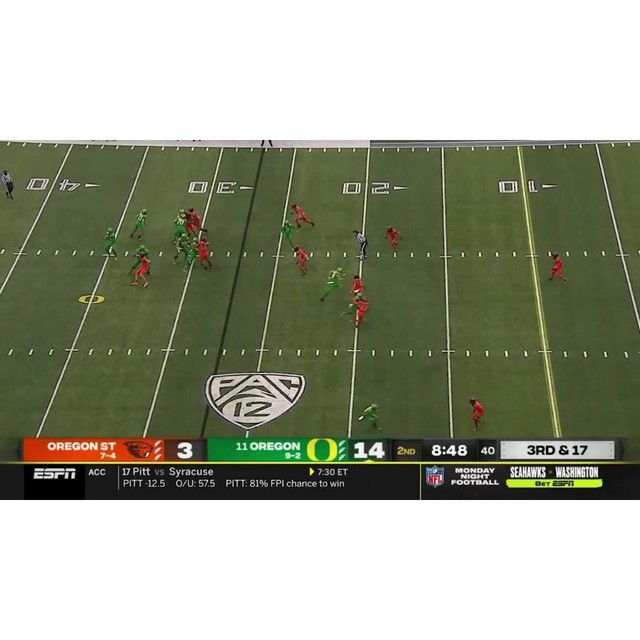 40 30 20 10
PAC
12
OREGON ST
7-4
3
11 OREGON
9-2
14
2ND
8:48
40
3RD & 17
ESPN
ACC
17 Pitt vs Syracuse
7:30 ET
PITT -12.5 O/U: 57.5 PITT: 81% FPI chance to win
NFL
MONDAY
NIGHT
FOOTBALL
SEAHAWKS - WASHINGTON
BET ESPN